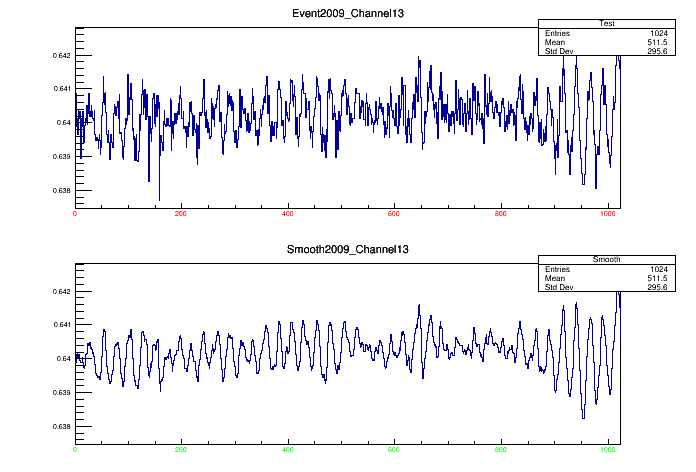 Event2009_Channel13
Test
Entries 1024
Mean 511.5
Std Dev 295.6
0.642
0.641
0.64
0.639
0.638
0 200 400 600 800 1000
Smooth2009_Channel13
Smooth
Entries 1024
Mean 511.5
Std Dev 295.6
0.642
0.641
0.64
0.639
0.638
0 200 400 600 800 1000